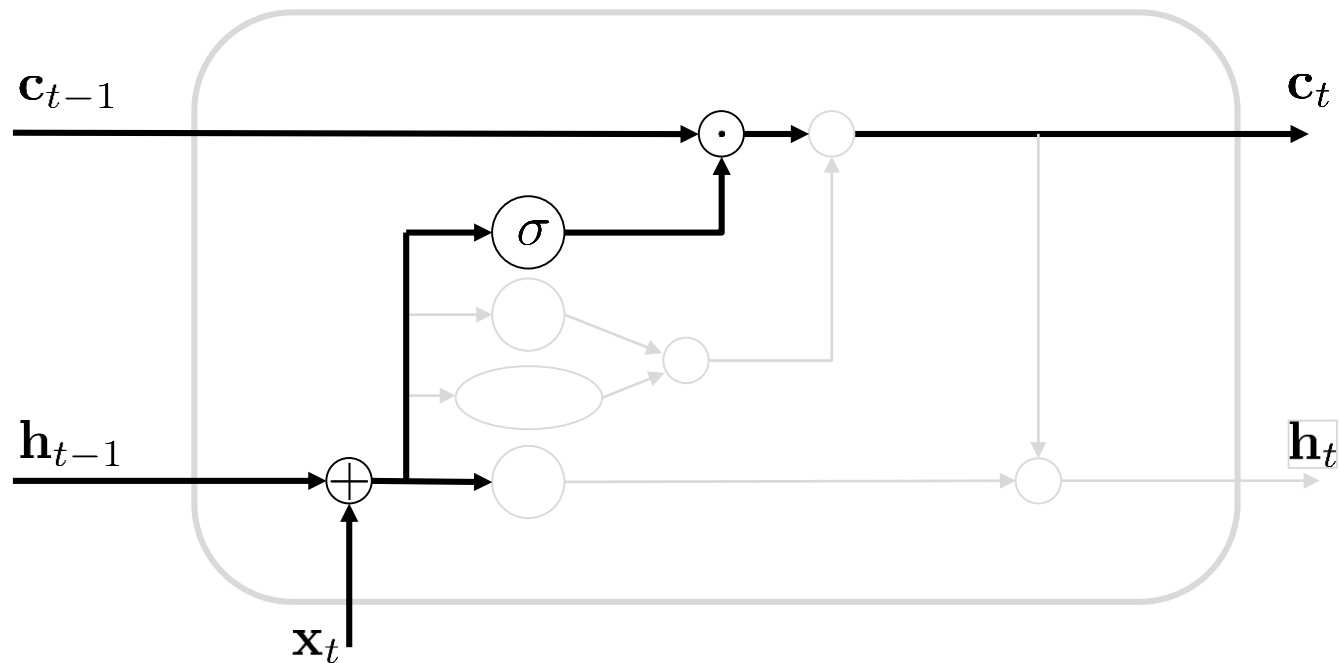 c_{t−1}
c_t
·
σ
h_{t−1}
h_t
+
x_t